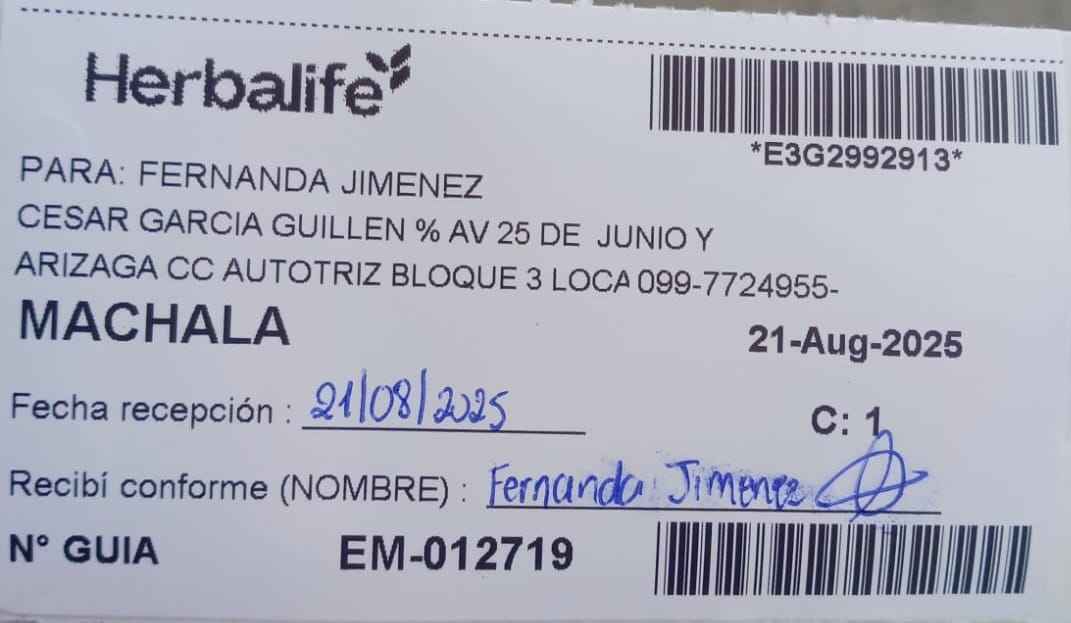 Herbalife
*E3G2992913*
PARA: FERNANDA JIMENEZ
CESAR GARCIA GUILLEN % AV 25 DE JUNIO Y
ARIZAGA CC AUTOTRIZ BLOQUE 3 LOCA 099-7724955-
MACHALA
21-Aug-2025
Fecha recepción : 21/08/2025
C: 1
Recibí conforme (NOMBRE) : Fernanda Jimenez
N° GUIA EM-012719